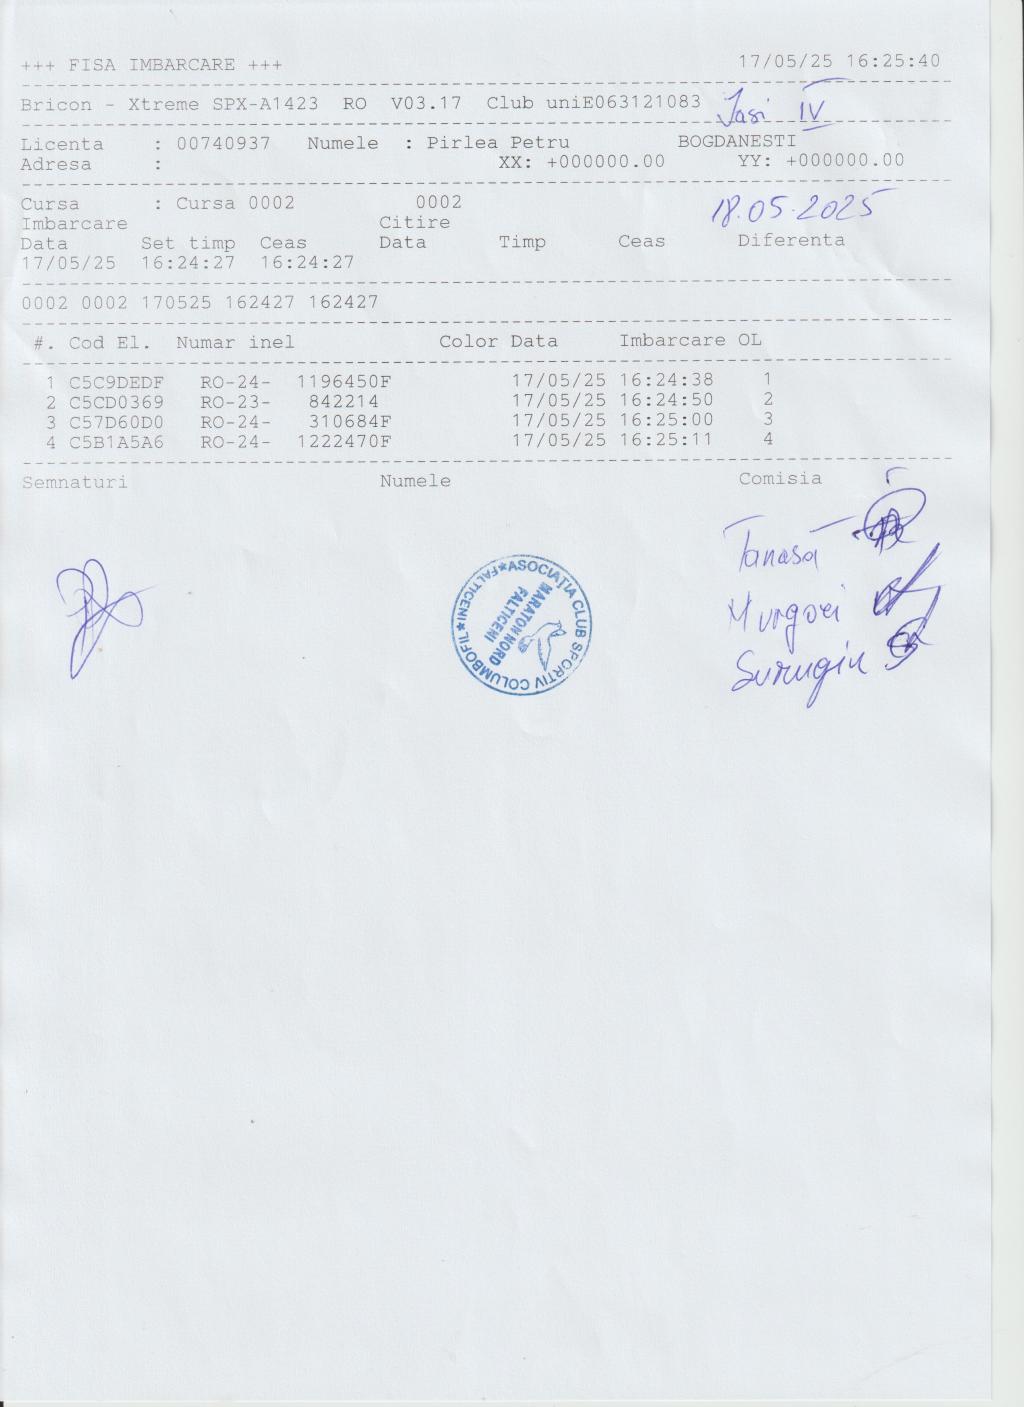 +++ FISA IMBARCARE +++ 17/05/25 16:25:40
Bricon - Xtreme SPX-A1423 RO V03.17 Club uniE063121083 Iasi IV
Licenta : 00740937 Numele : Pirlea Petru BOGDANESTI
Adresa : XX: +000000.00 YY: +000000.00
Cursa : Cursa 0002 0002 18.05.2025
Imbarcare Citire
Data Set timp Ceas Data Timp Ceas Diferenta
17/05/25 16:24:27 16:24:27
0002 0002 170525 162427 162427
#. Cod El. Numar inel Color Data Imbarcare OL
1 C5C9DEDF RO-24- 1196450F 17/05/25 16:24:38 1
2 C5CD0369 RO-23- 842214 17/05/25 16:24:50 2
3 C57D60D0 RO-24- 310684F 17/05/25 16:25:00 3
4 C5B1A5A6 RO-24- 1222470F 17/05/25 16:25:11 4
Semnaturi Numele Comisia
Tanasă
Murgoci
Surugiu
ASOCIAȚIA CLUB SPORTIV COLUMBOFIL*FALTICENI*
MARATON NORD
FALTICENI